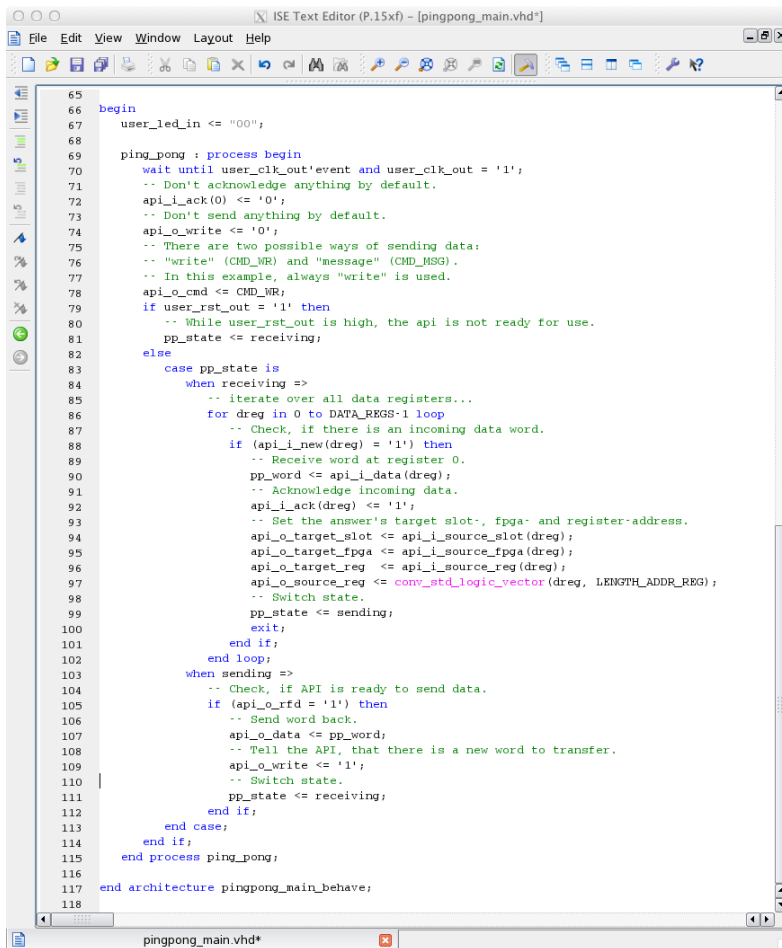 ISE Text Editor (P.15xf) - [pingpong_main.vhd*]
File Edit View Window Layout Help
65
66 begin
67 user_led_in <= "00";
68
69 ping_pong : process begin
70 wait until user_clk_out'event and user_clk_out = '1';
71 -- Don't acknowledge anything by default.
72 api_i_ack(0) <= '0';
73 -- Don't send anything by default.
74 api_o_write <= '0';
75 -- There are two possible ways of sending data:
76 -- "write" (CMD_WR) and "message" (CMD_MSG).
77 -- In this example, always "write" is used.
78 api_o_cmd <= CMD_WR;
79 if user_rst_out = '1' then
80 -- While user_rst_out is high, the api is not ready for use.
81 pp_state <= receiving;
82 else
83 case pp_state is
84 when receiving =>
85 -- iterate over all data registers...
86 for dreg in 0 to DATA_REGS-1 loop
87 -- Check, if there is an incoming data word.
88 if (api_i_new(dreg) = '1') then
89 -- Receive word at register 0.
90 pp_word <= api_i_data(dreg);
91 -- Acknowledge incoming data.
92 api_i_ack(dreg) <= '1';
93 -- Set the answer's target slot-, fpga- and register-address.
94 api_o_target_slot <= api_i_source_slot(dreg);
95 api_o_target_fpga <= api_i_source_fpga(dreg);
96 api_o_target_reg <= api_i_source_reg(dreg);
97 api_o_source_reg <= conv_std_logic_vector(dreg, LENGTH_ADDR_REG);
98 -- Switch state.
99 pp_state <= sending;
100 exit;
101 end if;
102 end loop;
103 when sending =>
104 -- Check, if API is ready to send data.
105 if (api_o_rfd = '1') then
106 -- Send word back.
107 api_o_data <= pp_word;
108 -- Tell the API, that there is a new word to transfer.
109 api_o_write <= '1';
110 -- Switch state.
111 pp_state <= receiving;
112 end if;
113 end case;
114 end if;
115 end process ping_pong;
116
117 end architecture pingpong_main_behave;
118
pingpong_main.vhd*